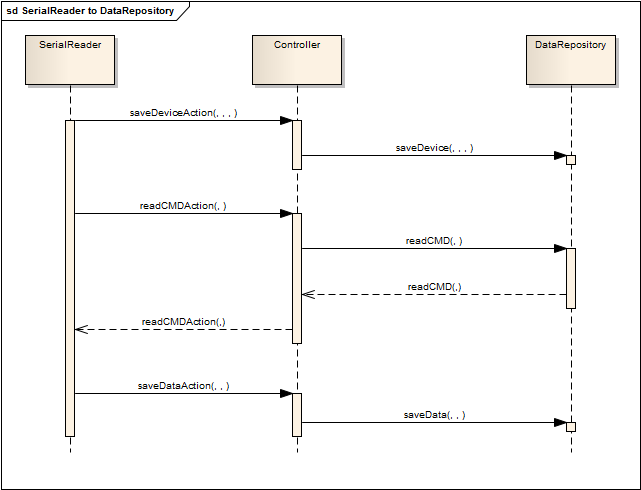 sd SerialReader to DataRepository
SerialReader
Controller
DataRepository
saveDeviceAction(, , , )
saveDevice(, , , )
readCMDAction(, )
readCMD(, )
readCMD(,)
readCMDAction(,)
saveDataAction(, , )
saveData(, , )